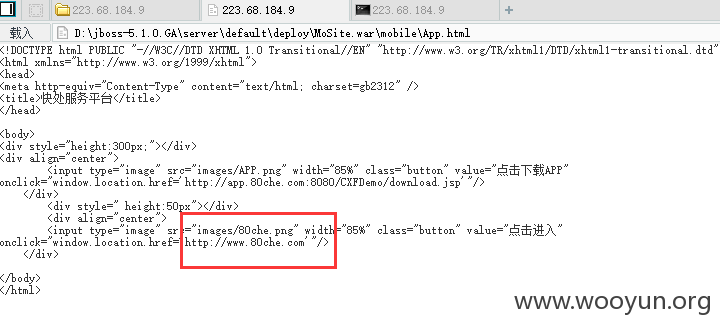 223.68.184.9 223.68.184.9 223.68.184.9
载入 D:\jboss-5.1.0.GA\server\default\deploy\MoSite.war\mobile\App.html
<!DOCTYPE html PUBLIC "-//W3C//DTD XHTML 1.0 Transitional//EN" "http://www.w3.org/TR/xhtml1/DTD/xhtml1-transitional.dtd"
<html xmlns="http://www.w3.org/1999/xhtml">
<head>
<meta http-equiv="Content-Type" content="text/html; charset=gb2312" />
<title>快处服务平台</title>
</head>
<body>
<div style="height:300px;"></div>
<div align="center">
<input type="image" src="images/APP.png" width="85%" class="button" value="点击下载APP"
onclick="window.location.href='http://app.80che.com:8080/CXFDemo/download.jsp'"/>
</div>
<div style=" height:50px"></div>
<div align="center">
<input type="image" src="images/80che.png" width="85%" class="button" value="点击进入"
onclick="window.location.href='http://www.80che.com'"/>
</div>
</body>
</html>
www.wooyun.org